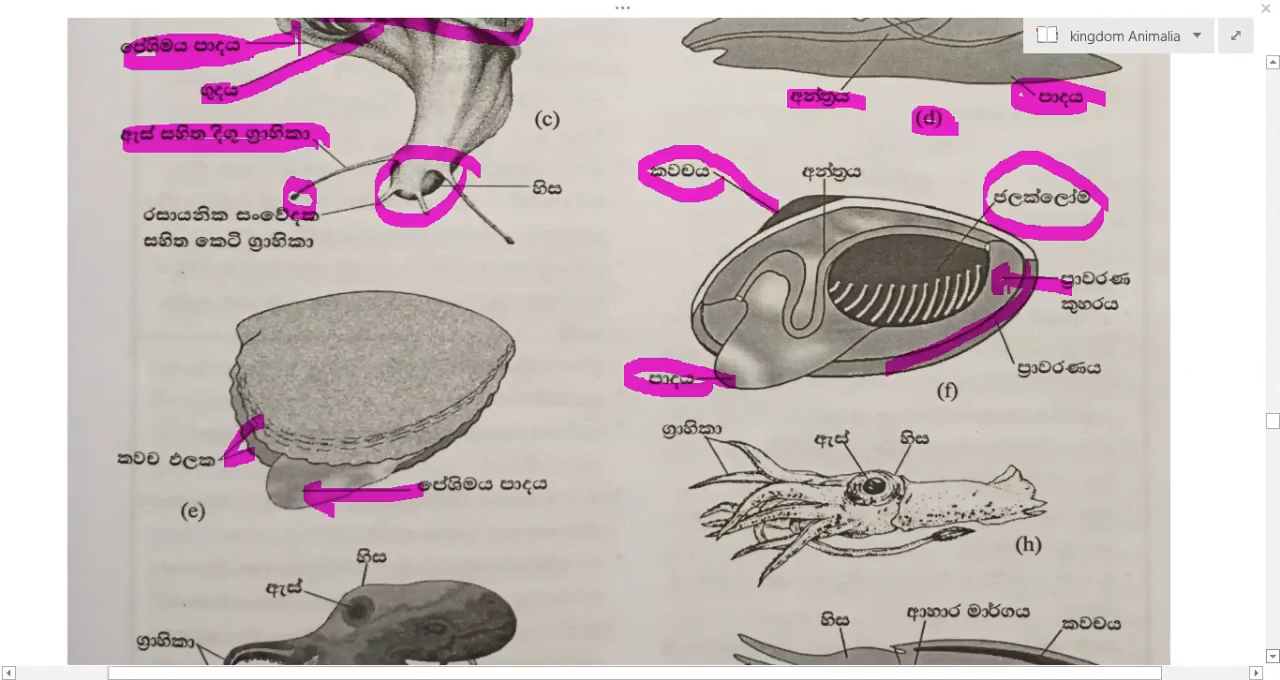 ...
kingdom Animalia
පේශිමය පාදය
ගුදය
ඇස් සහිත දිගු ග්‍රාහිකා
(c)
හිස
රසායනික සංවේදක
සහිත කෙටි ග්‍රාහිකා
අන්ත්‍රය
පාදය
(d)
කවචය
අන්ත්‍රය
ජලක්ලෝම
ප්‍රාවරණ
කුහරය
ප්‍රාවරණය
පාදය
(f)
කවච ඵලක
පේශිමය පාදය
(e)
ග්‍රාහිකා
ඇස්
හිස
(h)
හිස
ඇස්
ග්‍රාහිකා
හිස
ආහාර මාර්ගය
කවචය